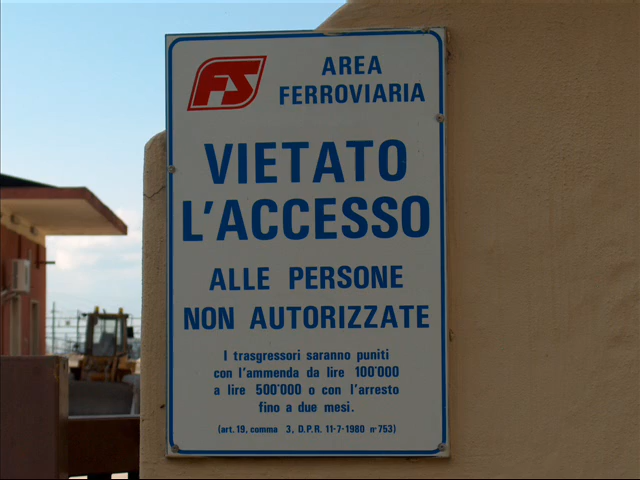 FS
AREA
FERROVIARIA
VIETATO
L'ACCESSO
ALLE PERSONE
NON AUTORIZZATE
I trasgressori saranno puniti
con l'ammenda da lire 100'000
a lire 500'000 o con l'arresto
fino a due mesi.
(art. 19, comma 3, D.P.R. 11-7-1980 n° 753)